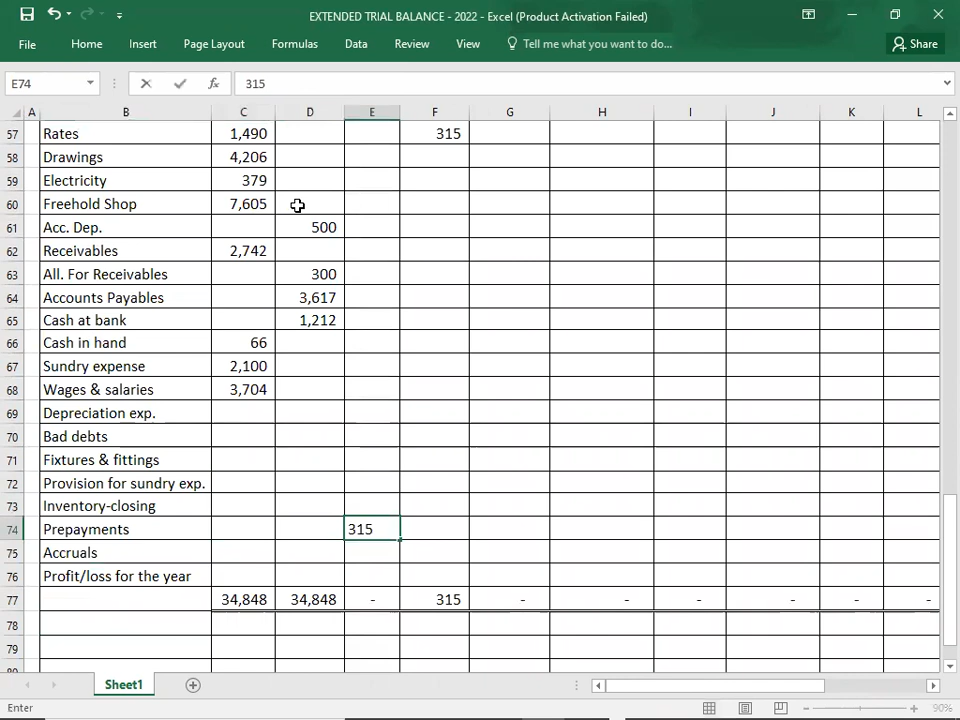 EXTENDED TRIAL BALANCE - 2022 - Excel (Product Activation Failed)
File Home Insert Page Layout Formulas Data Review View Tell me what you want to do... Share
E74 fx 315
A B C D E F G H I J K L
57 Rates 1,490 315
58 Drawings 4,206
59 Electricity 379
60 Freehold Shop 7,605
61 Acc. Dep. 500
62 Receivables 2,742
63 All. For Receivables 300
64 Accounts Payables 3,617
65 Cash at bank 1,212
66 Cash in hand 66
67 Sundry expense 2,100
68 Wages & salaries 3,704
69 Depreciation exp.
70 Bad debts
71 Fixtures & fittings
72 Provision for sundry exp.
73 Inventory-closing
74 Prepayments 315
75 Accruals
76 Profit/loss for the year
77 34,848 34,848 - 315 - - - - - -
78
79
80
Sheet1
Enter 90%